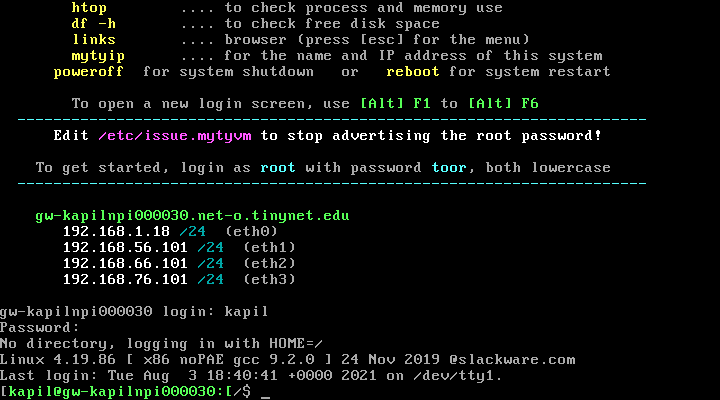 htop .... to check process and memory use
df -h .... to check free disk space
links .... browser (press [esc] for the menu)
mytyip .... for the name and IP address of this system
poweroff for system shutdown or reboot for system restart
To open a new login screen, use [Alt] F1 to [Alt] F6
--------------------------------------------------------------------
Edit /etc/issue.mytyvm to stop advertising the root password!
To get started, login as root with password toor, both lowercase
--------------------------------------------------------------------
gw-kapilnpi000030.net-o.tinynet.edu
192.168.1.18 /24 (eth0)
192.168.56.101 /24 (eth1)
192.168.66.101 /24 (eth2)
192.168.76.101 /24 (eth3)
gw-kapilnpi000030 login: kapil
Password:
No directory, logging in with HOME=/
Linux 4.19.86 [ x86 noPAE gcc 9.2.0 ] 24 Nov 2019 @slackware.com
Last login: Tue Aug  3 18:40:41 +0000 2021 on /dev/tty1.
[kapil@gw-kapilnpi000030:[/$ _